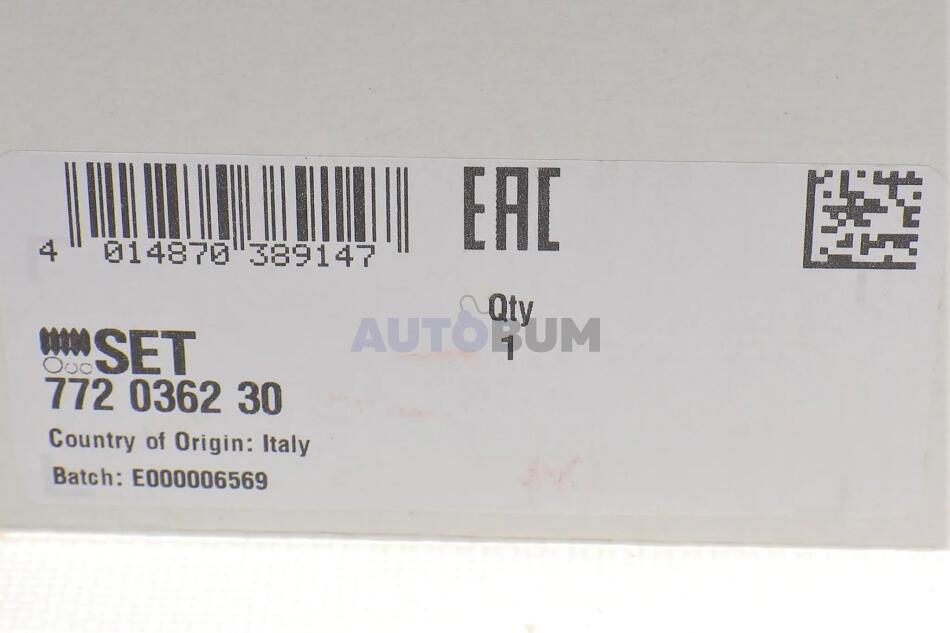 4 014870 389147
EAC
Qty
1
AUTOBUM
SET
772 0362 30
Country of Origin: Italy
Batch: E000006569